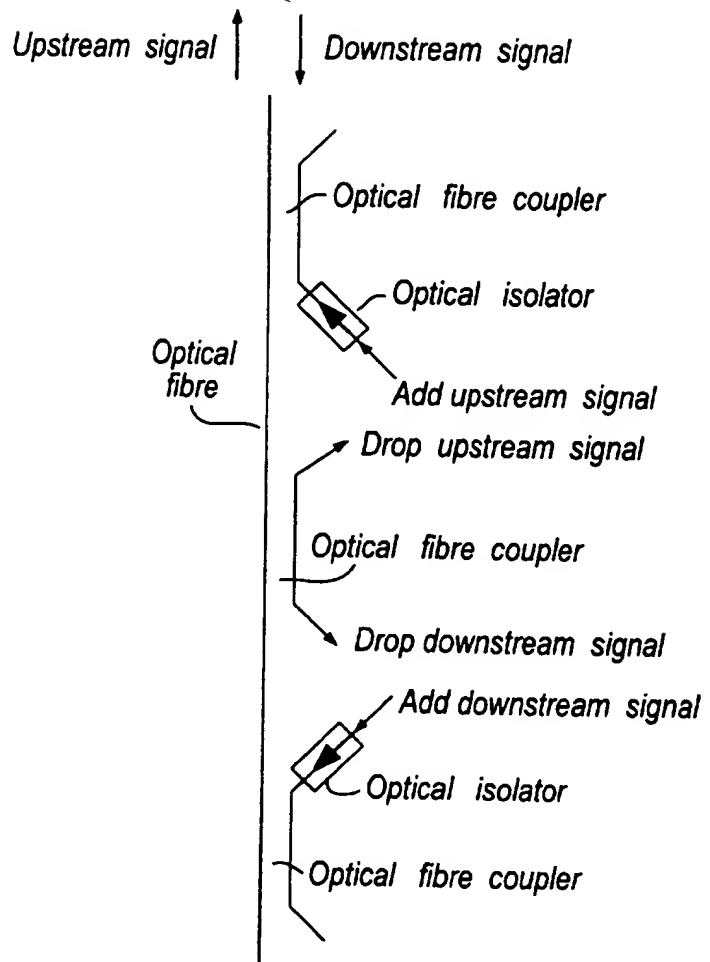 Upstream signal
Downstream signal
Optical fibre coupler
Optical isolator
Optical
fibre
Add upstream signal
Drop upstream signal
Optical fibre coupler
Drop downstream signal
Add downstream signal
Optical isolator
Optical fibre coupler